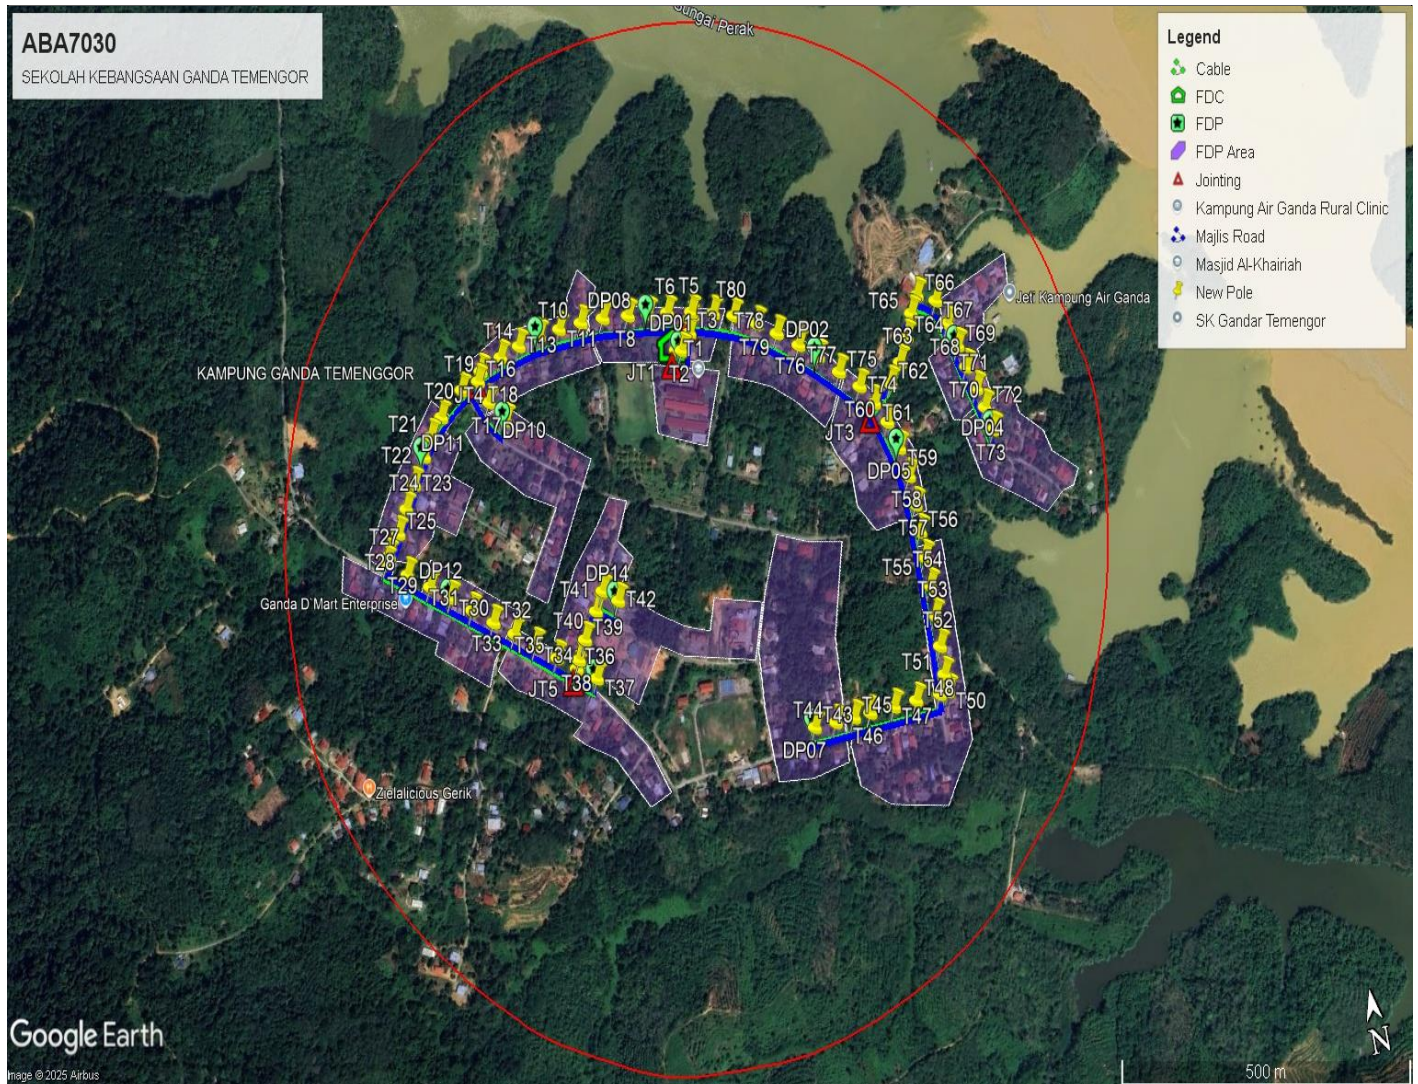 ABA7030
SEKOLAH KEBANGSAAN GANDA TEMENGOR
Sungai Perak
Legend
Cable
FDC
FDP
FDP Area
Jointing
Kampung Air Ganda Rural Clinic
Majlis Road
Masjid Al-Khairiah
New Pole
SK Gandar Temengor
Jeti Kampung Air Ganda
T66
T65
T67
T64
T63
T69
T68
T62
T71
T70
T72
DP04
T73
T6
T5
T80
DP08
T10
DP01
T37
T78
DP02
T14
T13
T11
T8
T1
T79
T77
T76
T75
T74
JT1
T2
KAMPUNG GANDA TEMENGGOR
T19
T16
JT4
T20
T18
T17
DP10
T21
DP11
T22
T60
T61
JT3
DP05
T59
T24
T23
T58
T25
T57
T56
T27
T54
T55
T28
T29
DP12
DP14
T41
T42
T53
Ganda D'Mart Enterprise
T31
T30
T32
T40
T39
T52
T33
T35
T34
T36
T51
JT5
T38
T37
T48
T50
T44
T43
T45
T47
T46
DP07
Zielalicious Gerik
Google Earth
Image © 2025 Airbus
N
500 m